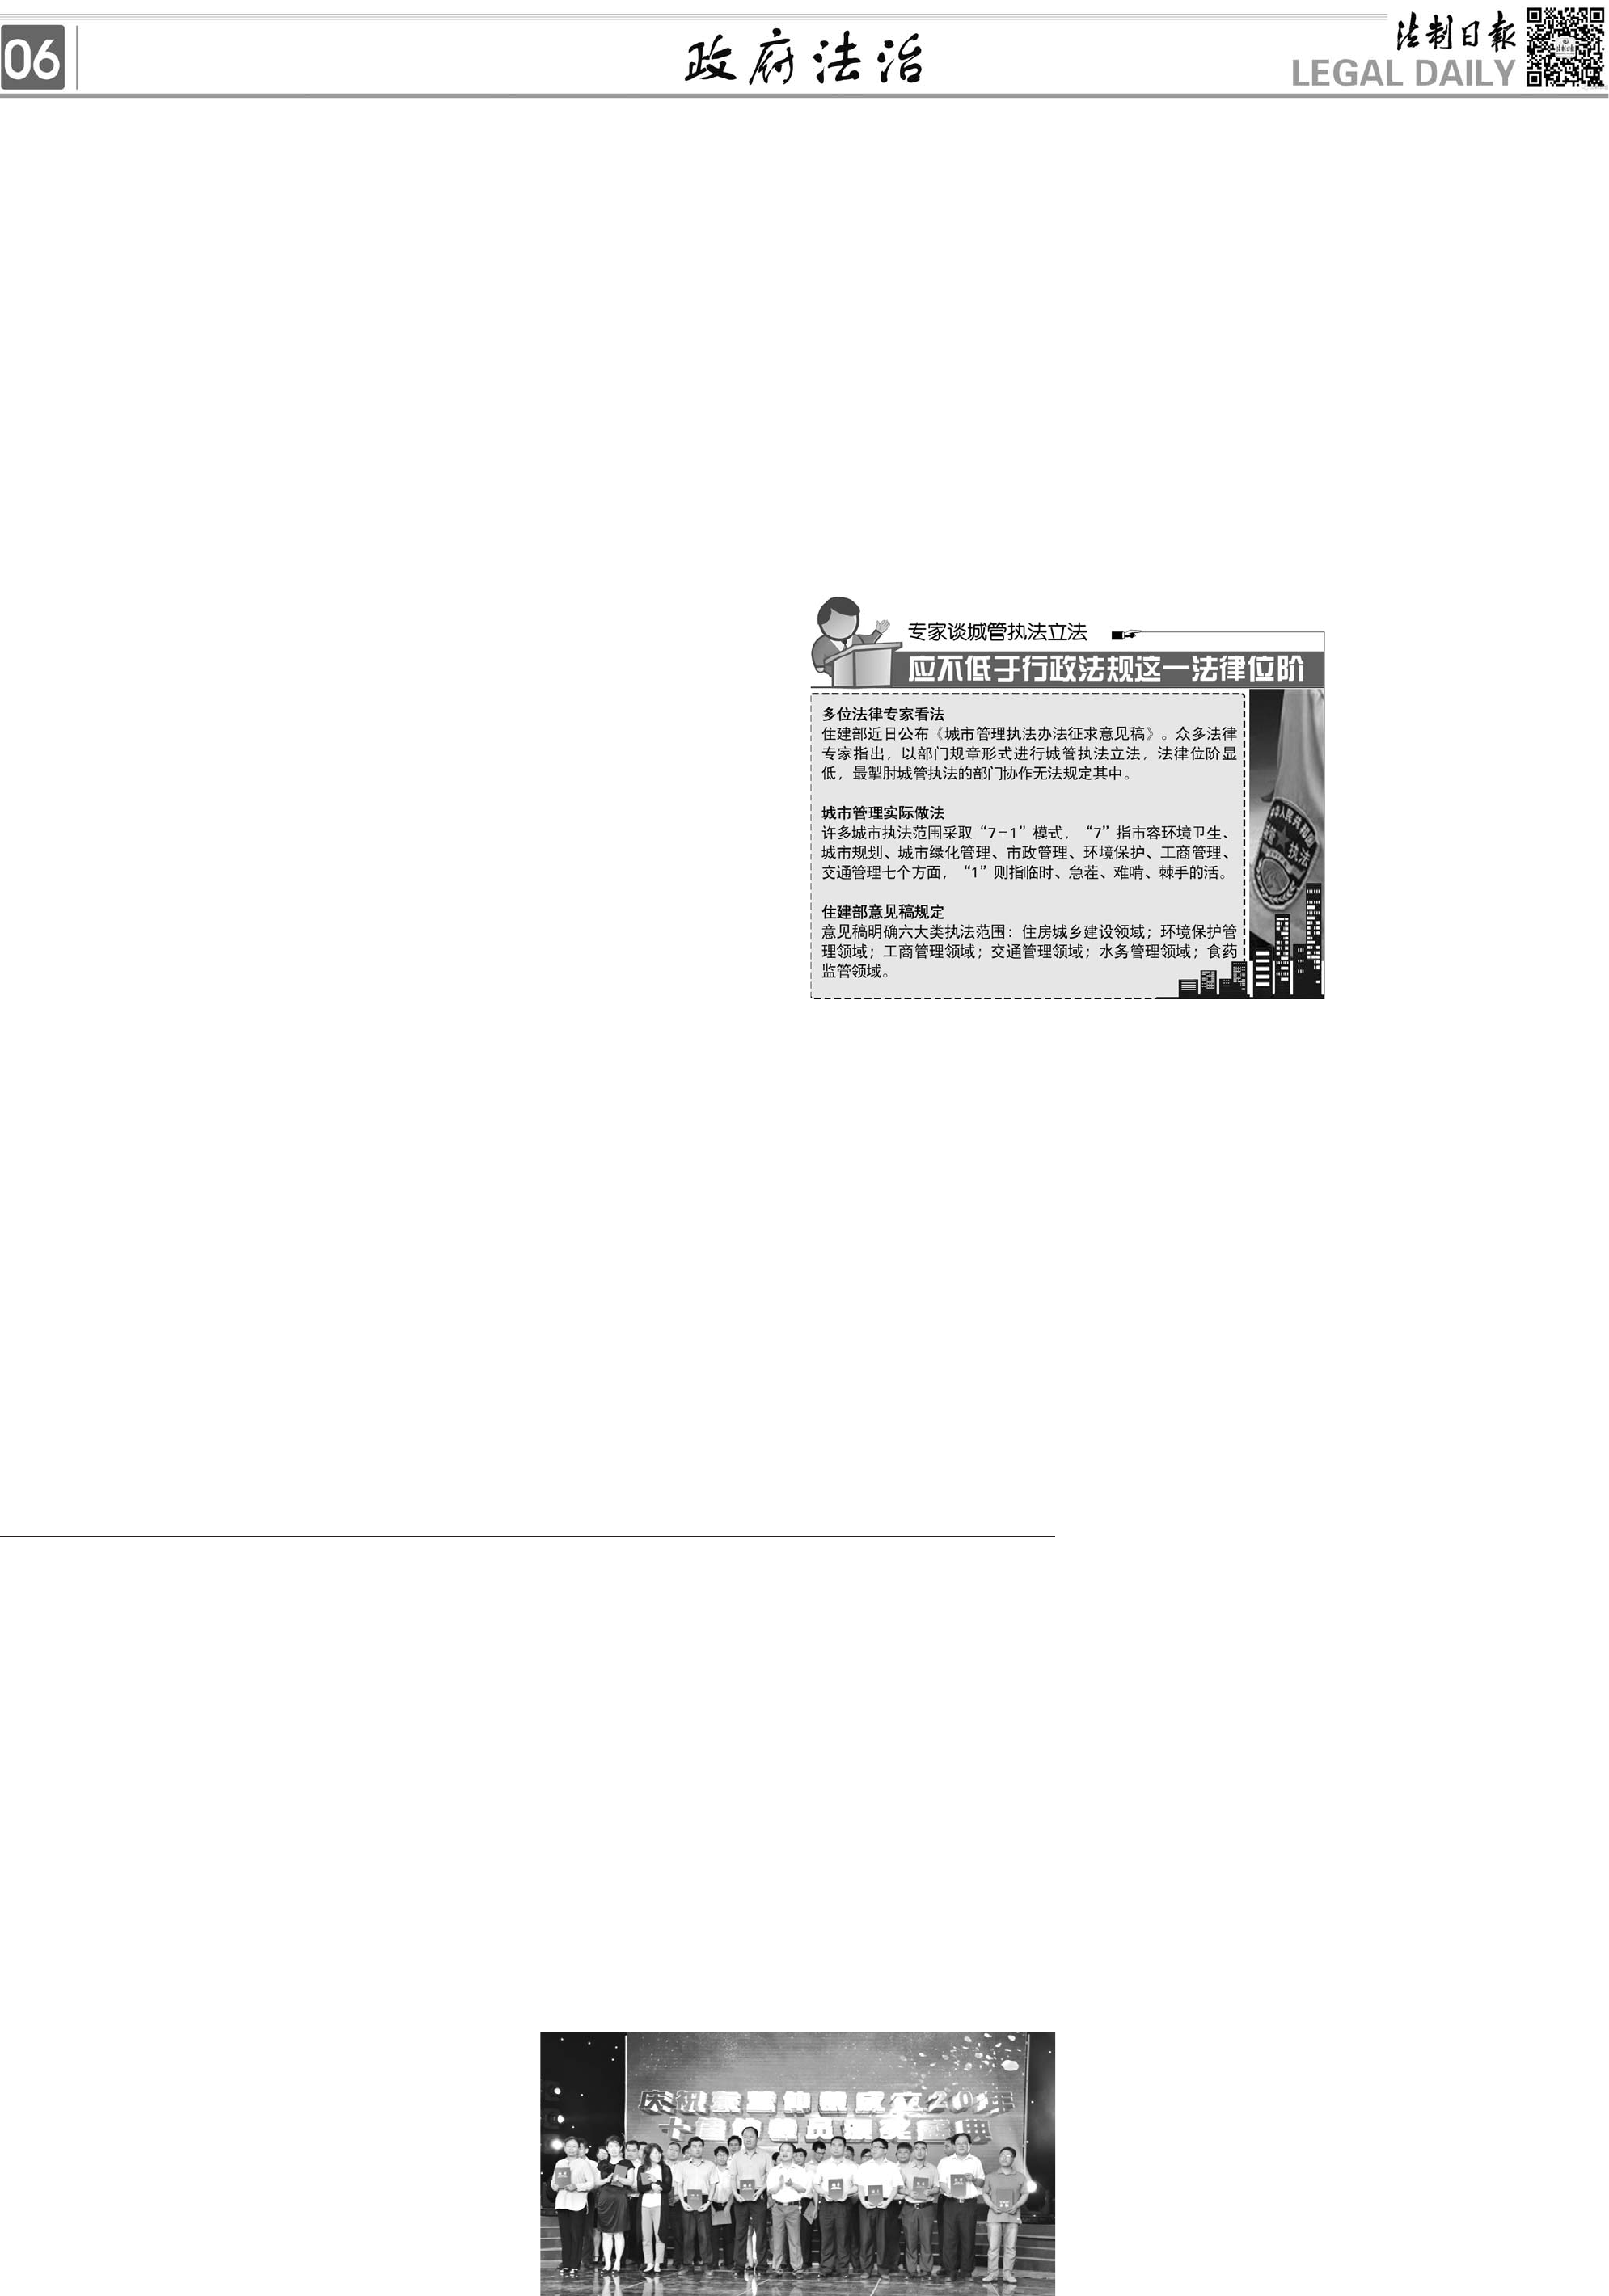 06
政府法治
法制日報
LEGAL DAILY
专家谈城管执法立法
应不低于行政法规这一法律位阶
多位法律专家看法
住建部近日公布《城市管理执法办法征求意见稿》。众多法律
专家指出，以部门规章形式进行城管执法立法，法律位阶显
低，最掣肘城管执法的部门协作无法规定其中。
城市管理实际做法
许多城市执法范围采取“7+1”模式，“7”指市容环境卫生、
城市规划、城市绿化管理、市政管理、环境保护、工商管理、
交通管理七个方面，“1”则指临时、急茬、难啃、棘手的活。
住建部意见稿规定
意见稿明确六大类执法范围：住房城乡建设领域；环境保护管
理领域；工商管理领域；交通管理领域；水务管理领域；食药
监管领域。
执法
庆祝泰基仲裁成立20年